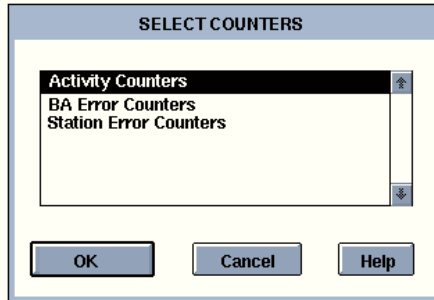 SELECT COUNTERS
Activity Counters
BA Error Counters
Station Error Counters
OK Cancel Help